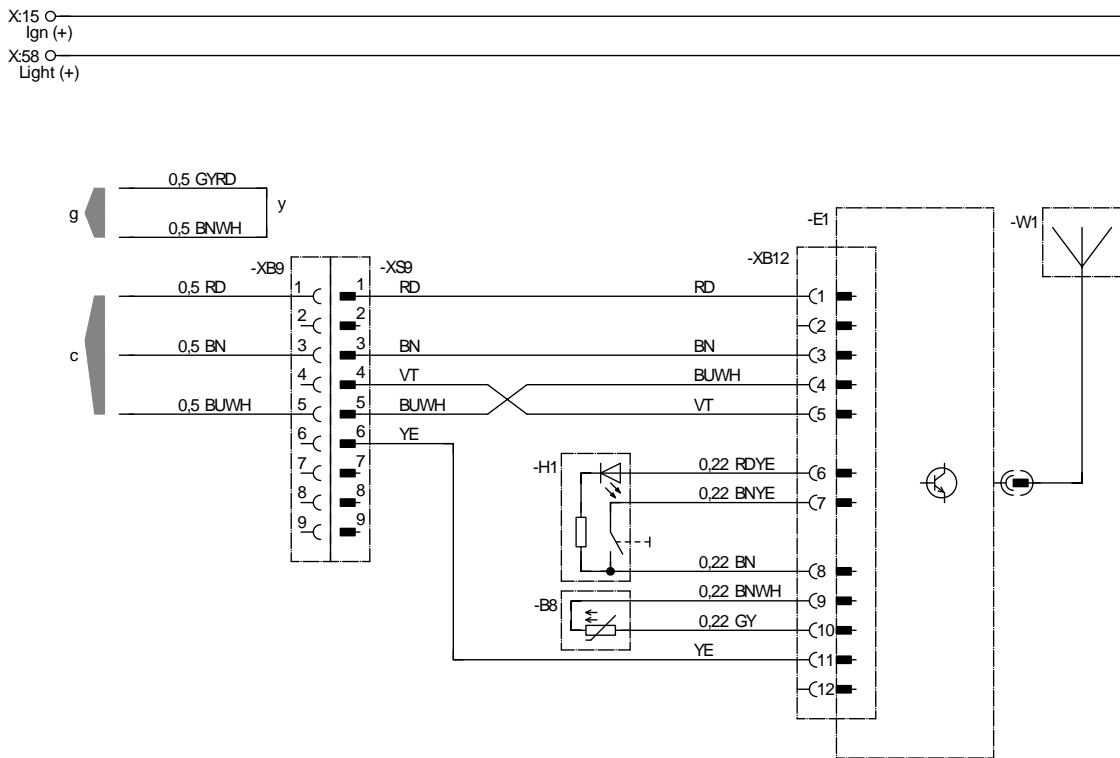 X:15
Ign (+)
X:58
Light (+)
0,5 GYRD
g
y
0,5 BNWH
-E1
-W1
-XB9
-XS9
-XB12
0,5 RD
1
1
RD
RD
1
2
2
2
c
0,5 BN
3
3
BN
BN
3
4
4
VT
BUWH
4
0,5 BUWH
5
5
BUWH
VT
5
6
6
YE
-H1
0,22 RDYE
6
7
7
0,22 BNYE
7
8
8
9
9
0,22 BN
8
-B8
0,22 BNWH
9
0,22 GY
10
YE
11
12